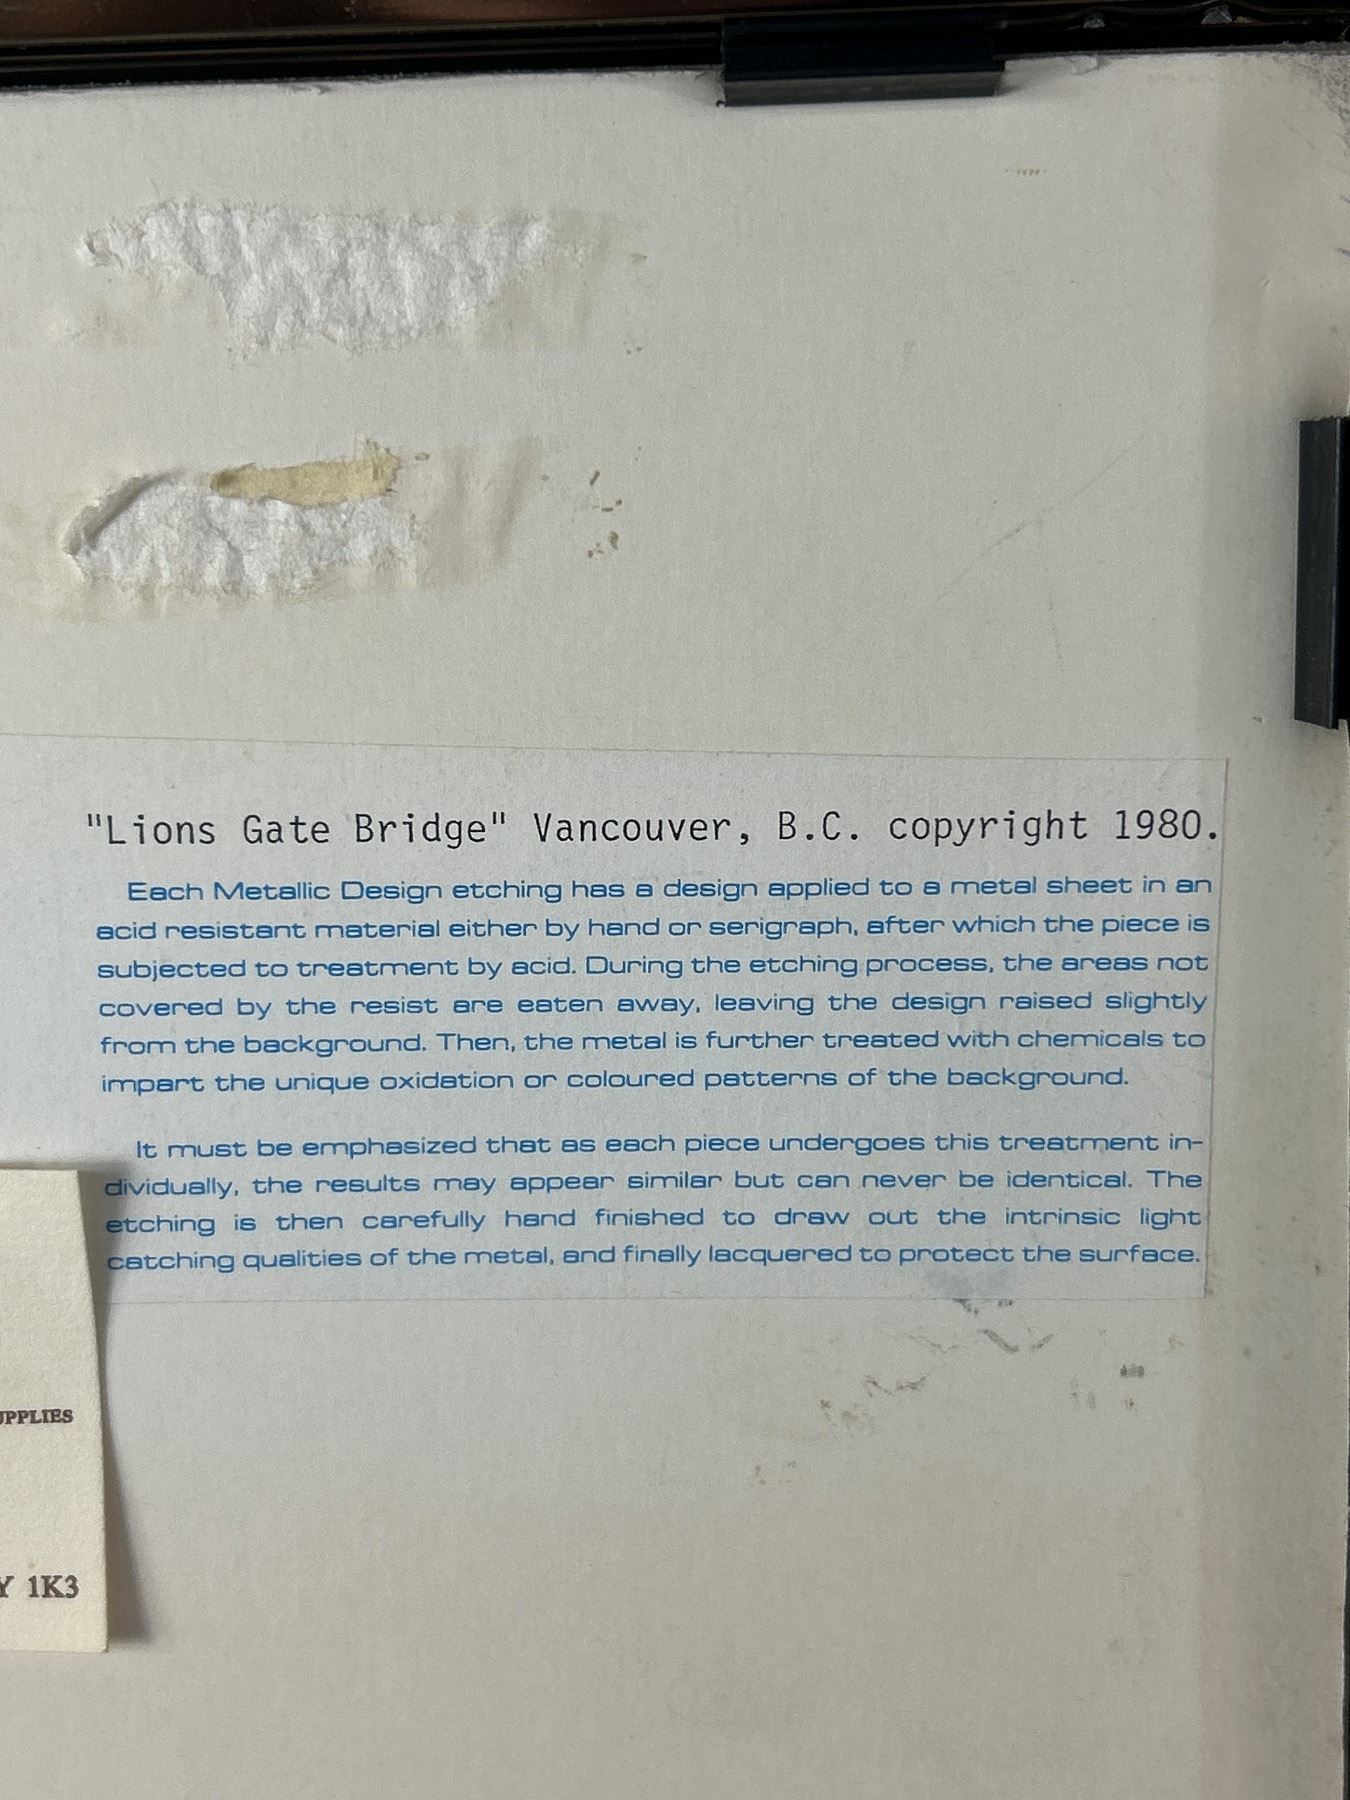 "Lions Gate Bridge" Vancouver, B.C. copyright 1980.
Each Metallic Design etching has a design applied to a metal sheet in an
acid resistant material either by hand or serigraph, after which the piece is
subjected to treatment by acid. During the etching process, the areas not
covered by the resist are eaten away, leaving the design raised slightly
from the background. Then, the metal is further treated with chemicals to
impart the unique oxidation or coloured patterns of the background.
It must be emphasized that as each piece undergoes this treatment in-
dividually, the results may appear similar but can never be identical. The
etching is then carefully hand finished to draw out the intrinsic light
catching qualities of the metal, and finally lacquered to protect the surface.
UPPLIES
Y 1K3